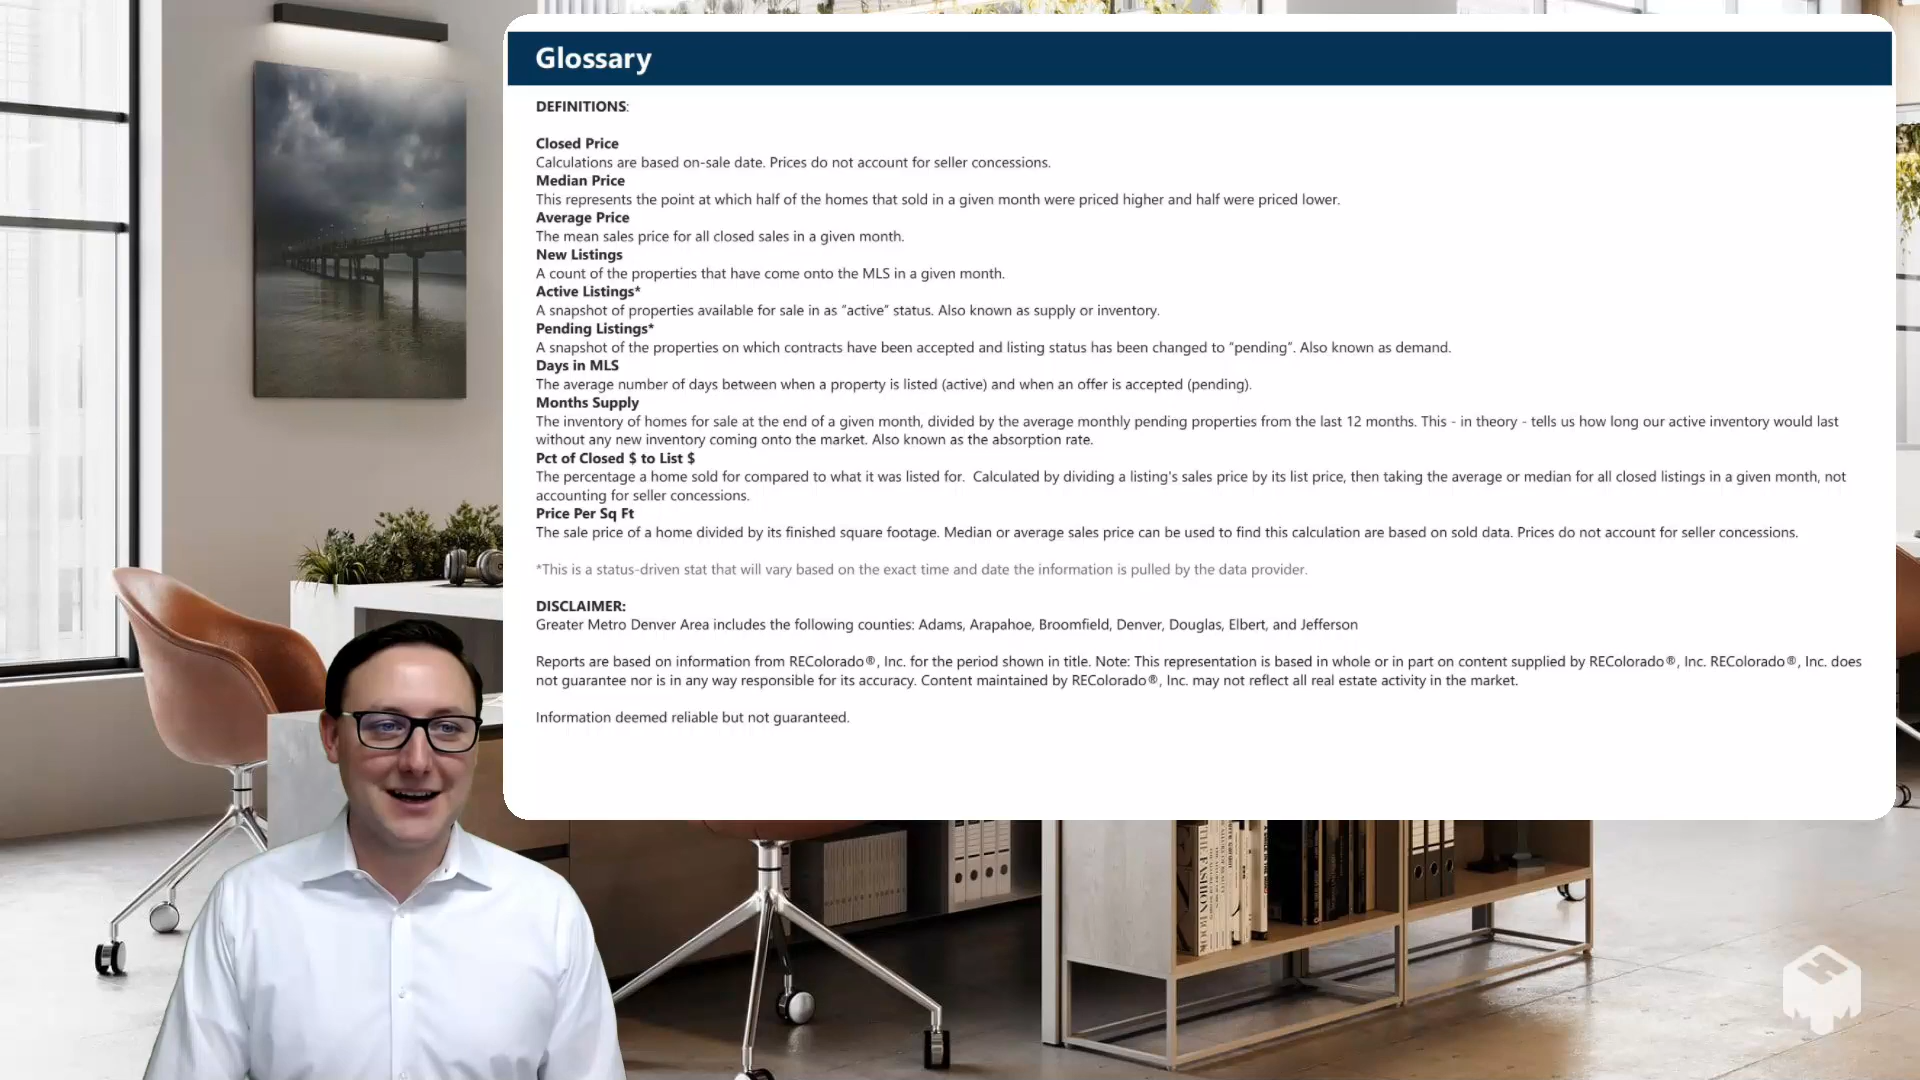 Glossary
DEFINITIONS:
Closed Price
Calculations are based on-sale date. Prices do not account for seller concessions.
Median Price
This represents the point at which half of the homes that sold in a given month were priced higher and half were priced lower.
Average Price
The mean sales price for all closed sales in a given month.
New Listings
A count of the properties that have come onto the MLS in a given month.
Active Listings*
A snapshot of properties available for sale in as “active” status. Also known as supply or inventory.
Pending Listings*
A snapshot of the properties on which contracts have been accepted and listing status has been changed to “pending”. Also known as demand.
Days in MLS
The average number of days between when a property is listed (active) and when an offer is accepted (pending).
Months Supply
The inventory of homes for sale at the end of a given month, divided by the average monthly pending properties from the last 12 months. This - in theory - tells us how long our active inventory would last
without any new inventory coming onto the market. Also known as the absorption rate.
Pct of Closed $ to List $
The percentage a home sold for compared to what it was listed for. Calculated by dividing a listing's sales price by its list price, then taking the average or median for all closed listings in a given month, not
accounting for seller concessions.
Price Per Sq Ft
The sale price of a home divided by its finished square footage. Median or average sales price can be used to find this calculation are based on sold data. Prices do not account for seller concessions.
*This is a status-driven stat that will vary based on the exact time and date the information is pulled by the data provider.
DISCLAIMER:
Greater Metro Denver Area includes the following counties: Adams, Arapahoe, Broomfield, Denver, Douglas, Elbert, and Jefferson
Reports are based on information from REColorado®, Inc. for the period shown in title. Note: This representation is based in whole or in part on content supplied by REColorado®, Inc. REColorado®, Inc. does
not guarantee nor is in any way responsible for its accuracy. Content maintained by REColorado®, Inc. may not reflect all real estate activity in the market.
Information deemed reliable but not guaranteed.
THE FASHION BOOK